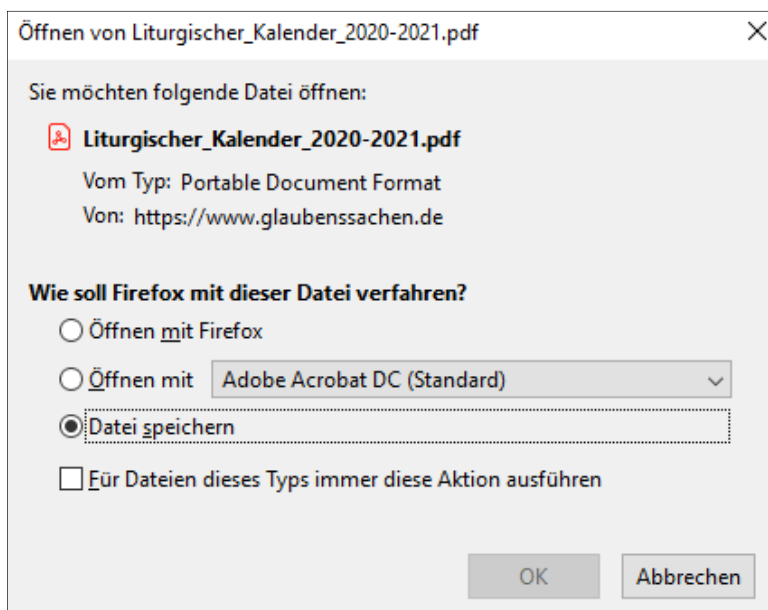 Öffnen von Liturgischer_Kalender_2020-2021.pdf
Sie möchten folgende Datei öffnen:
Liturgischer_Kalender_2020-2021.pdf
Vom Typ: Portable Document Format
Von: https://www.glaubenssachen.de
Wie soll Firefox mit dieser Datei verfahren?
Öffnen mit Firefox
Öffnen mit Adobe Acrobat DC (Standard)
Datei speichern
Für Dateien dieses Typs immer diese Aktion ausführen
OK Abbrechen